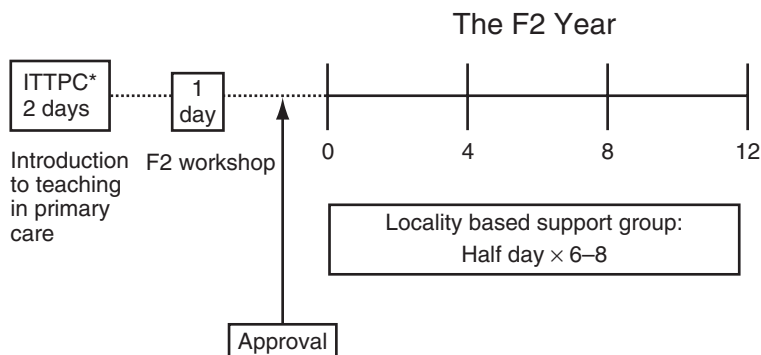 The F2 Year
ITTPC*
2 days
1
day
Introduction
to teaching
in primary
care
F2 workshop
0
4
8
12
Locality based support group:
Half day × 6–8
Approval